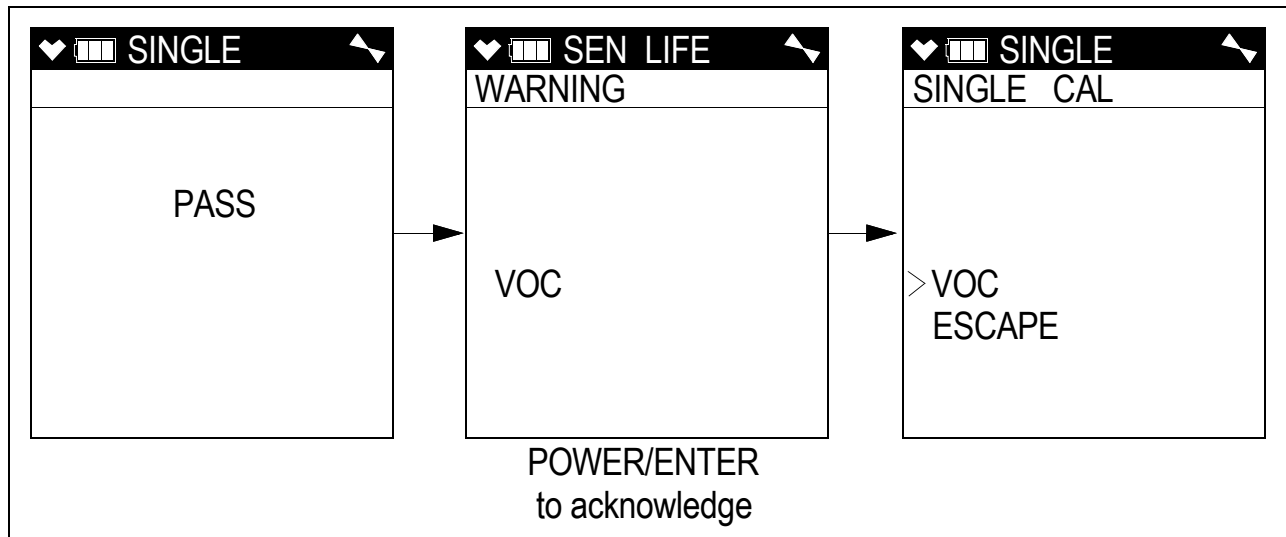 SINGLE
PASS
SEN LIFE
WARNING
VOC
POWER/ENTER
to acknowledge
SINGLE
SINGLE CAL
>VOC
ESCAPE